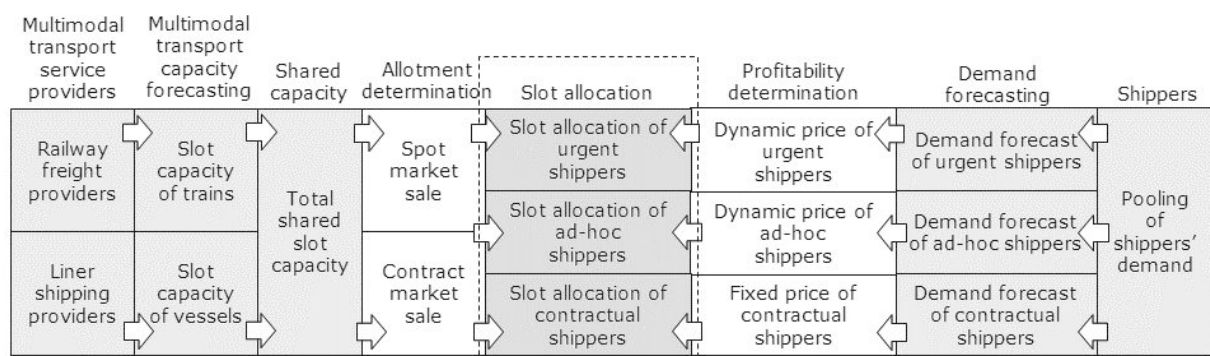 Multimodal
transport
service
providers
Multimodal
transport
capacity
forecasting
Shared
capacity
Allotment
determination
Slot allocation
Profitability
determination
Demand
forecasting
Shippers
Railway
freight
providers
Liner
shipping
providers
Slot
capacity
of trains
Slot
capacity
of vessels
Total
shared
slot
capacity
Spot
market
sale
Contract
market
sale
Slot allocation of
urgent
shippers
Slot allocation of
ad-hoc
shippers
Slot allocation of
contractual
shippers
Dynamic price of
urgent
shippers
Dynamic price of
ad-hoc
shippers
Fixed price of
contractual
shippers
Demand forecast
of urgent shippers
Demand forecast
of ad-hoc shippers
Demand forecast
of contractual
shippers
Pooling
of
shippers'
demand